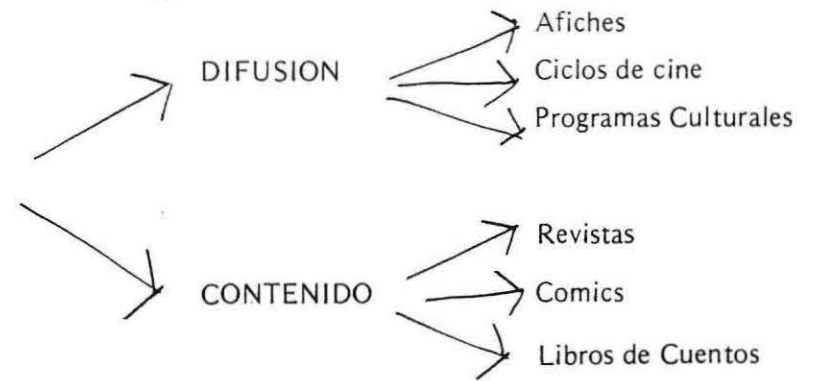 DIFUSION
Afiches
Ciclos de cine
Programas Culturales
CONTENIDO
Revistas
Comics
Libros de Cuentos